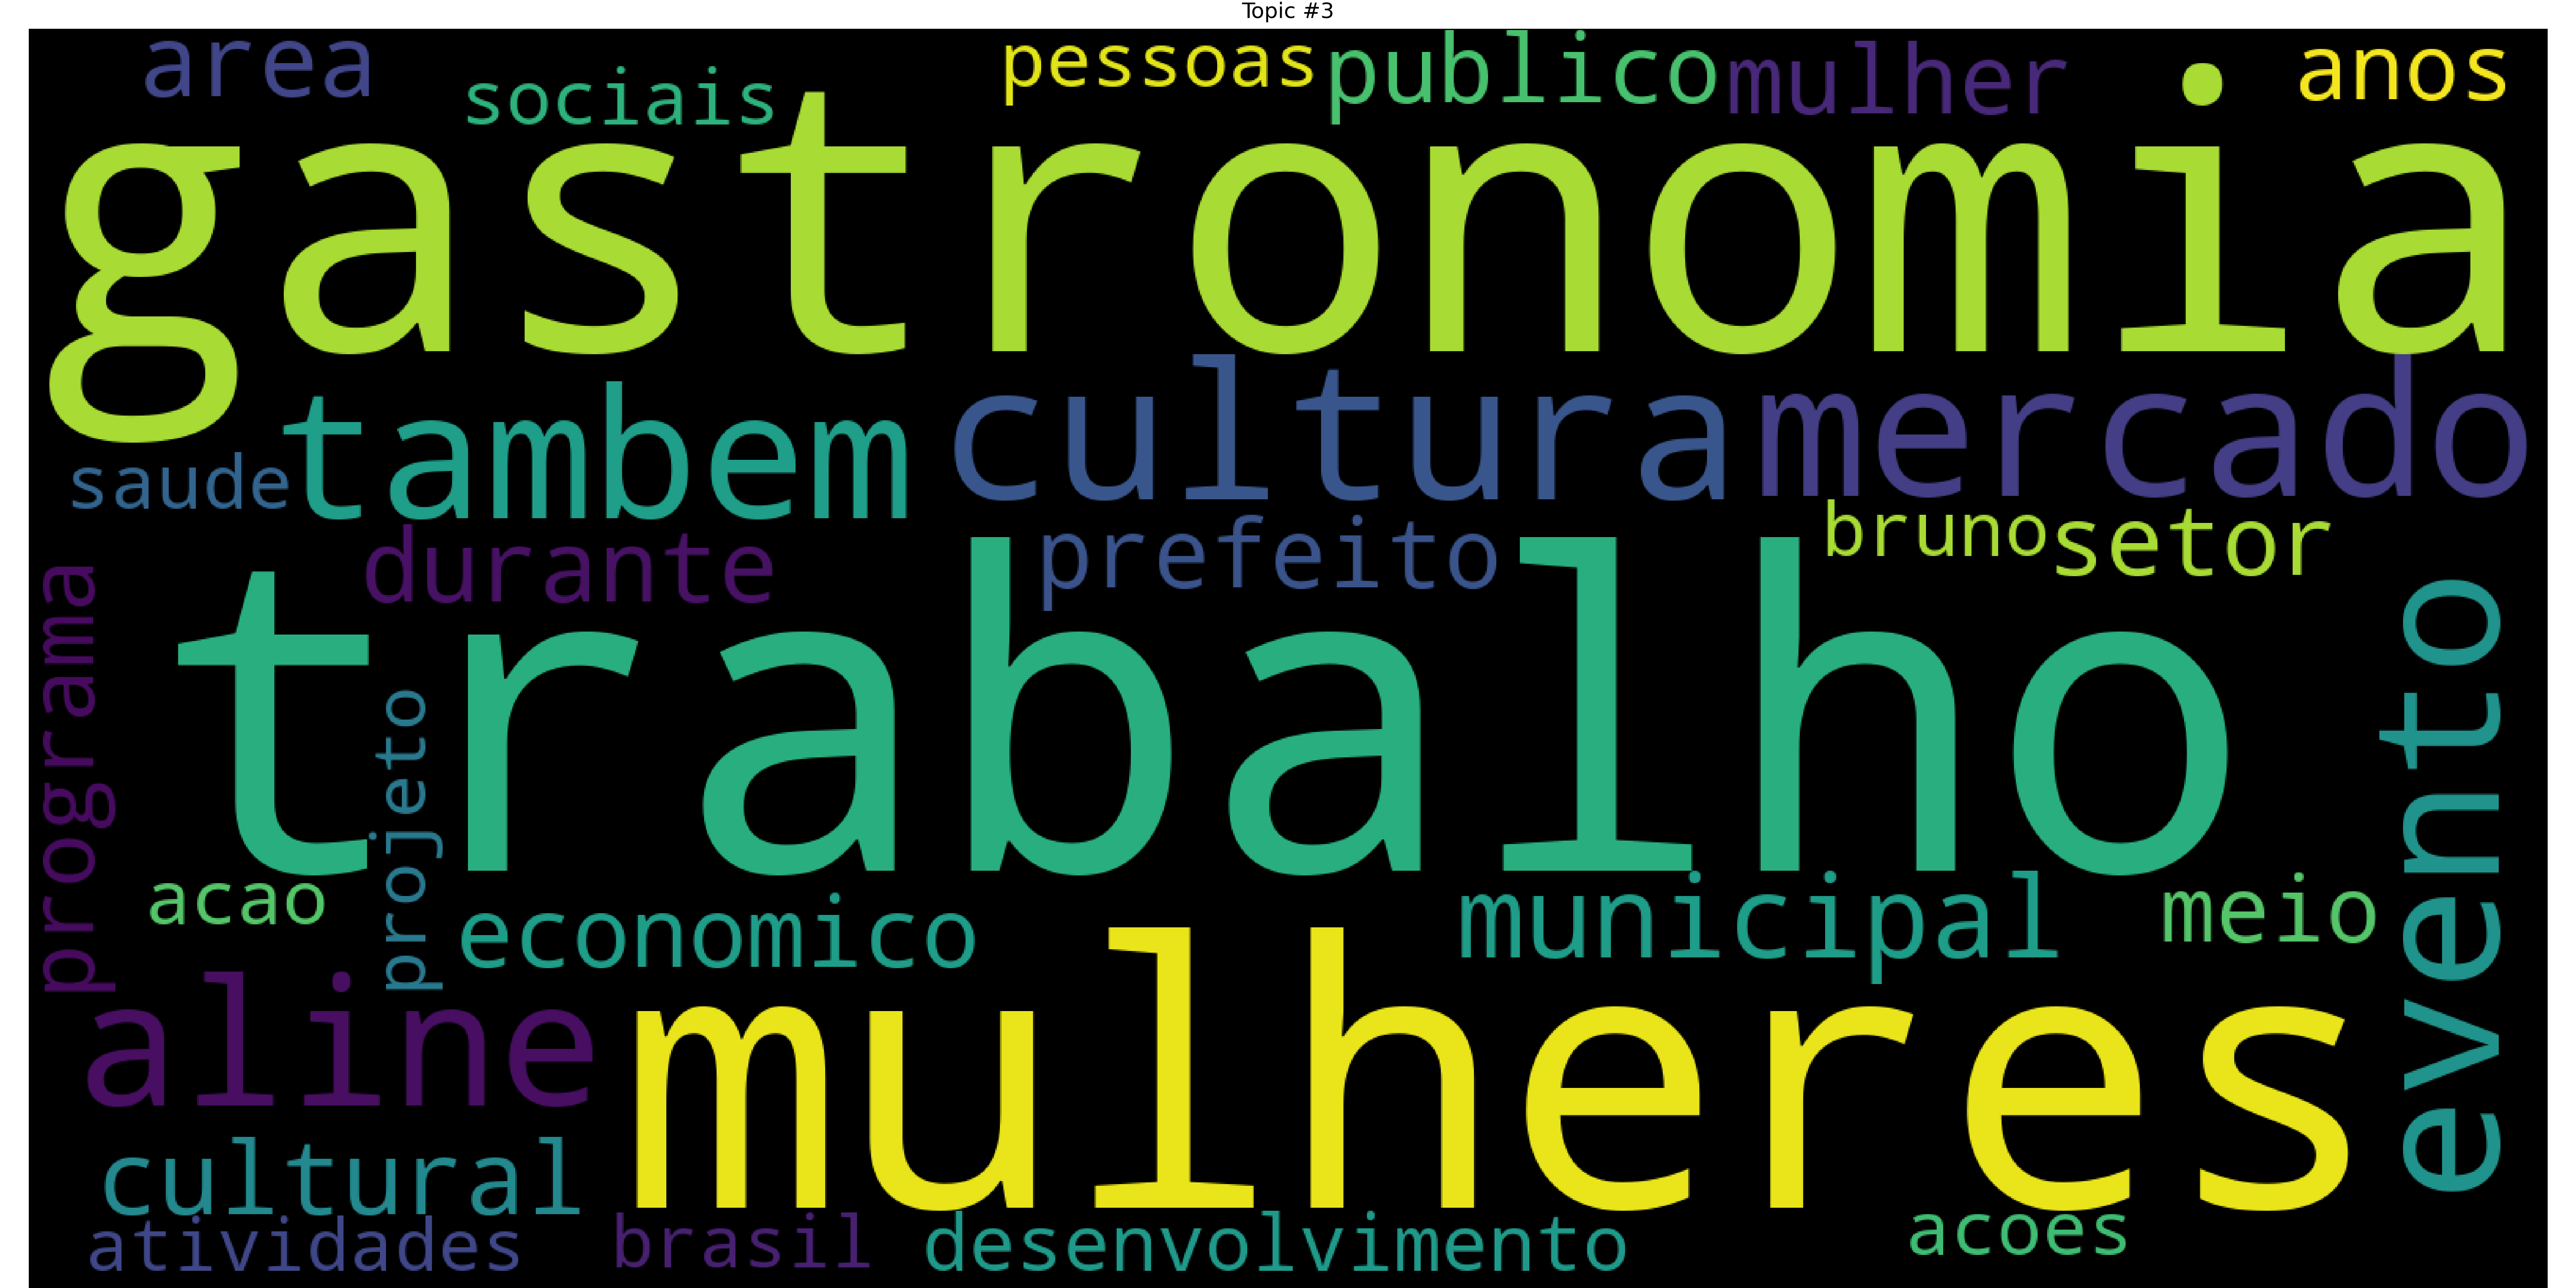 Topic #3
area
sociais
pessoas
publico
mulher
anos
gastronomia
tambem
cultura
mercado
saude
durante
prefeito
bruno
setor
programa
trabalho
evento
projeto
acao
economico
municipal
meio
aline
mulheres
cultural
atividades
brasil
desenvolvimento
acoes